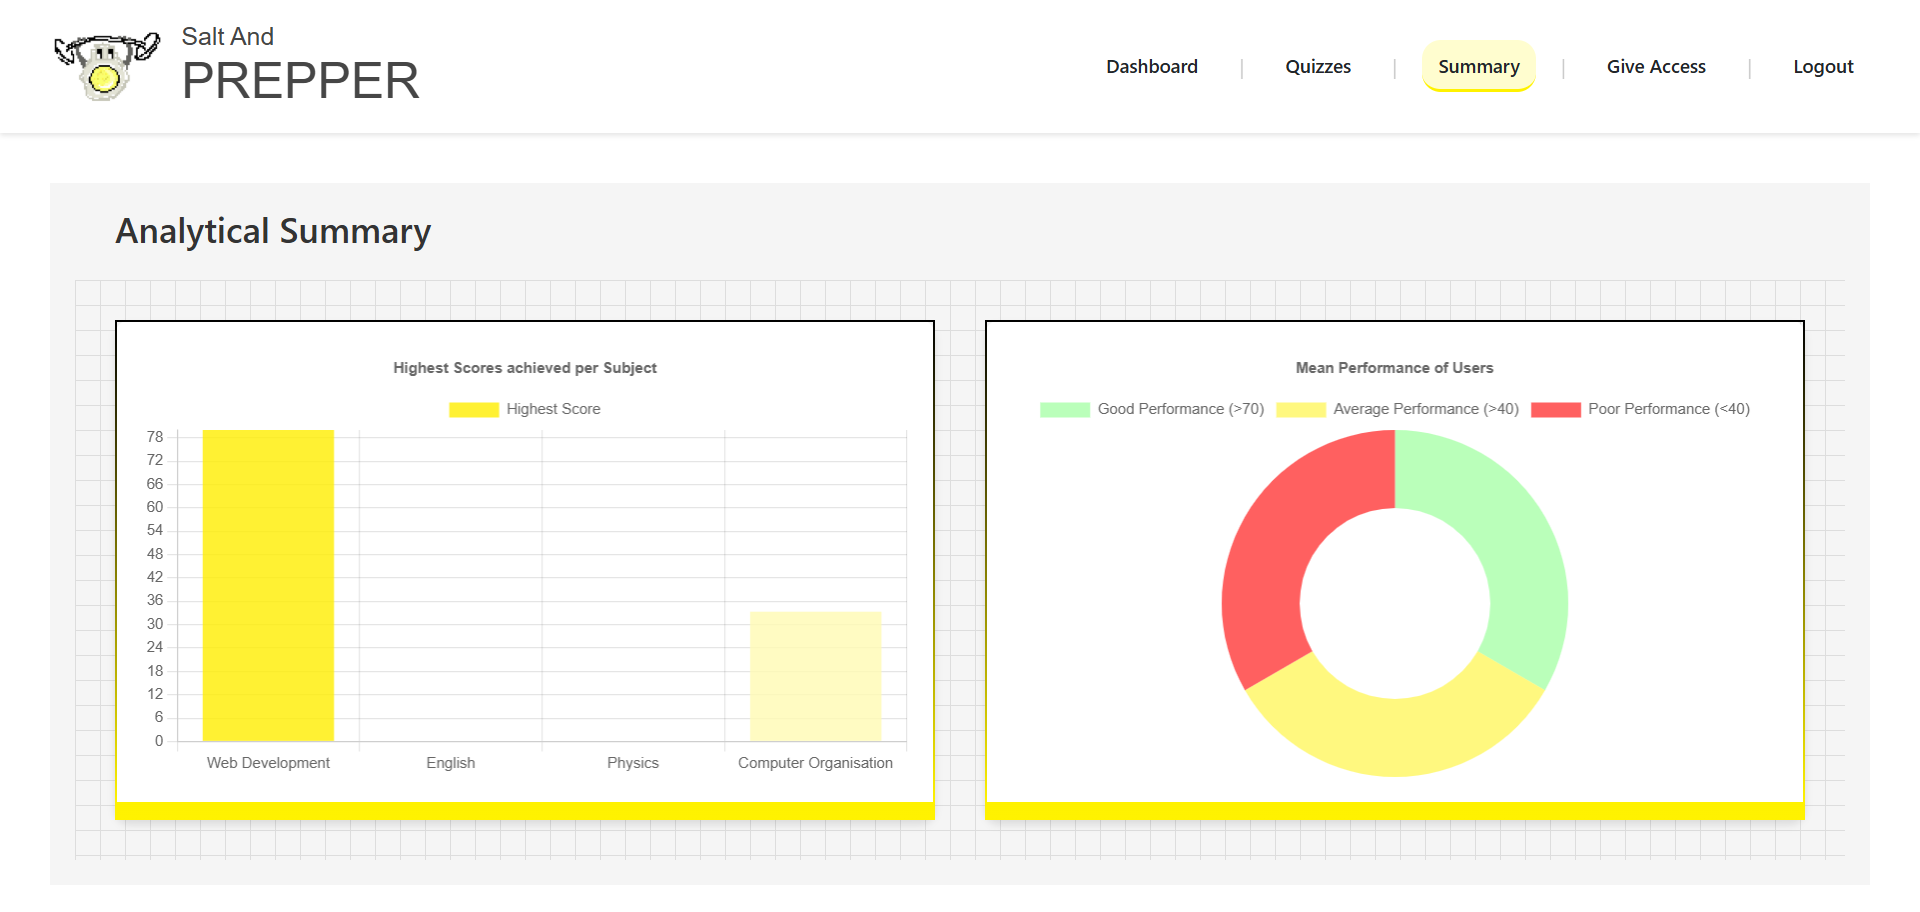 Salt And
PREPPER
Dashboard | Quizzes | Summary | Give Access | Logout
Analytical Summary
Highest Scores achieved per Subject
Highest Score
78
72
66
60
54
48
42
36
30
24
18
12
6
0
Web Development English Physics Computer Organisation
Mean Performance of Users
Good Performance (>70) Average Performance (>40) Poor Performance (<40)